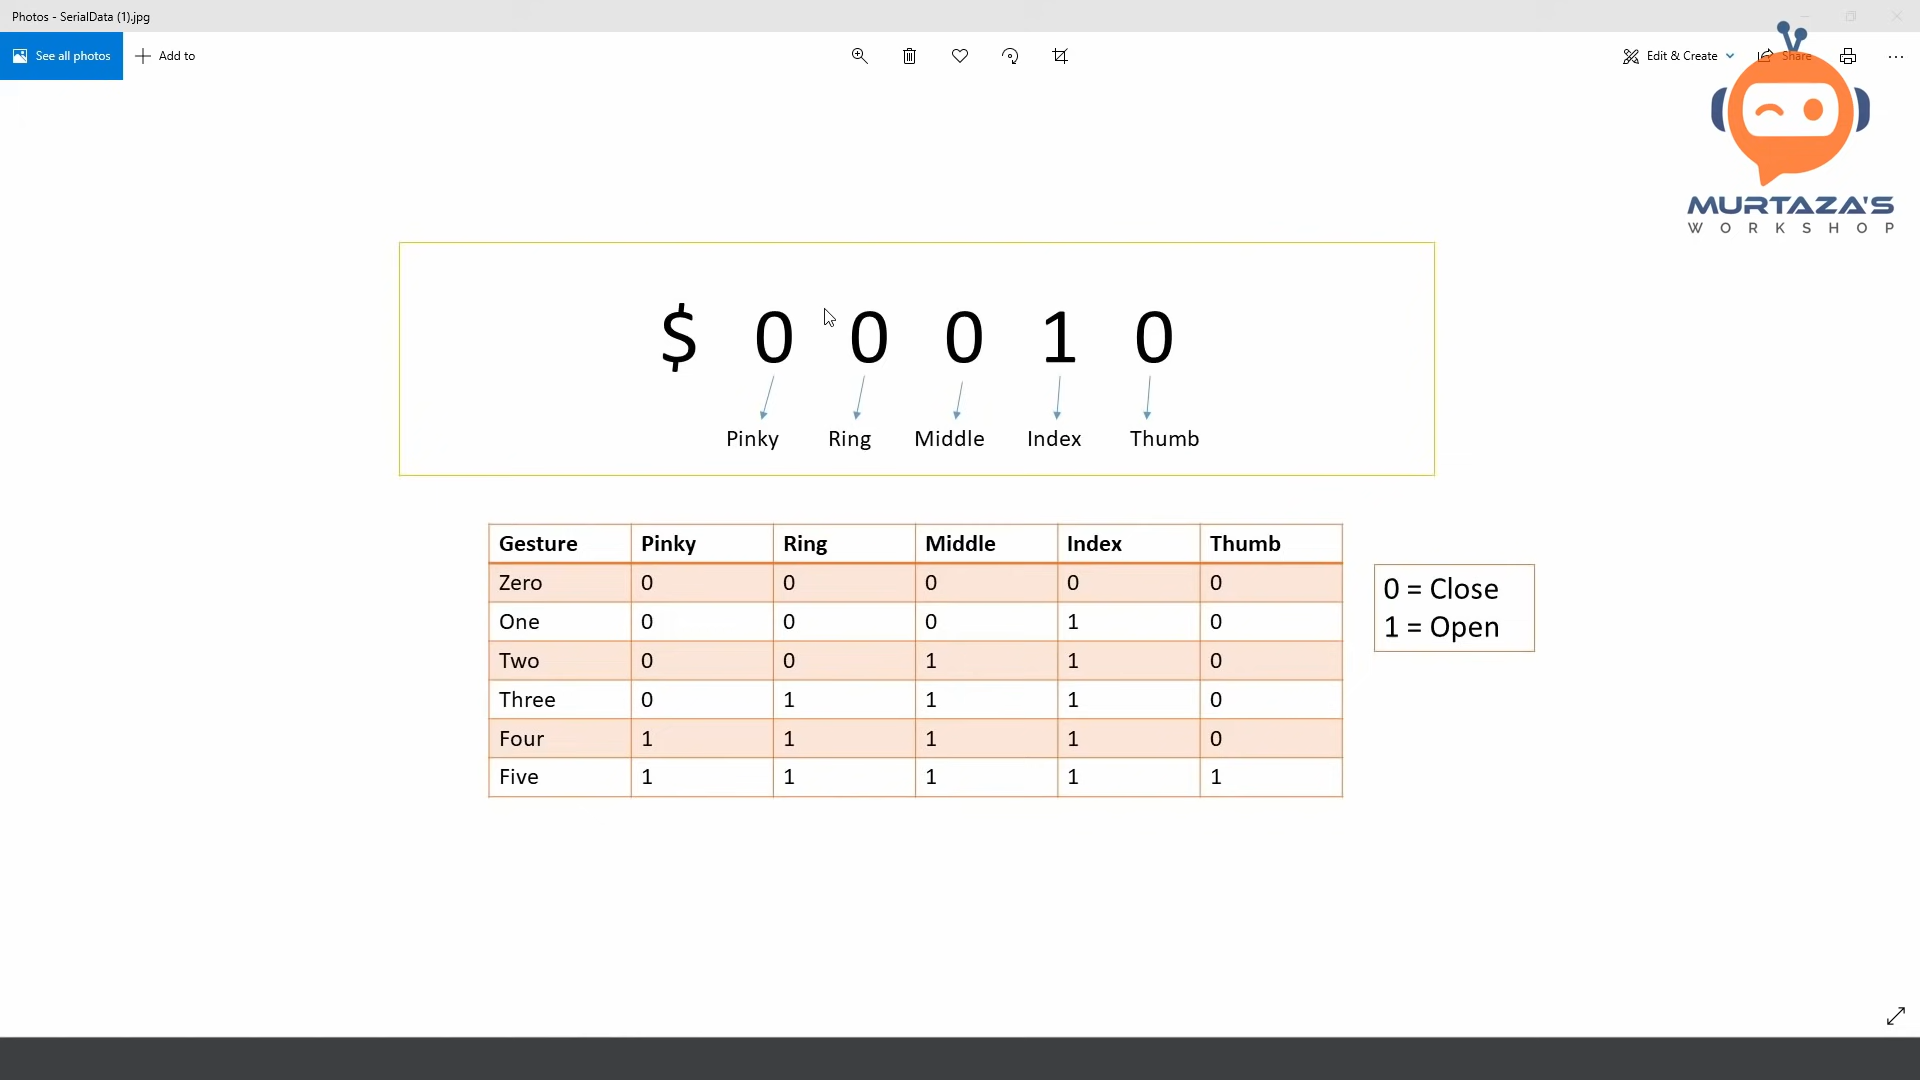 Photos - SerialData (1).jpg
See all photos
Add to
Edit & Create
Share
MURTAZA'S
WORKSHOP
$ 0 0 0 1 0
Pinky Ring Middle Index Thumb
Gesture Pinky Ring Middle Index Thumb
Zero 0 0 0 0 0
One 0 0 0 1 0
Two 0 0 1 1 0
Three 0 1 1 1 0
Four 1 1 1 1 0
Five 1 1 1 1 1
0 = Close
1 = Open